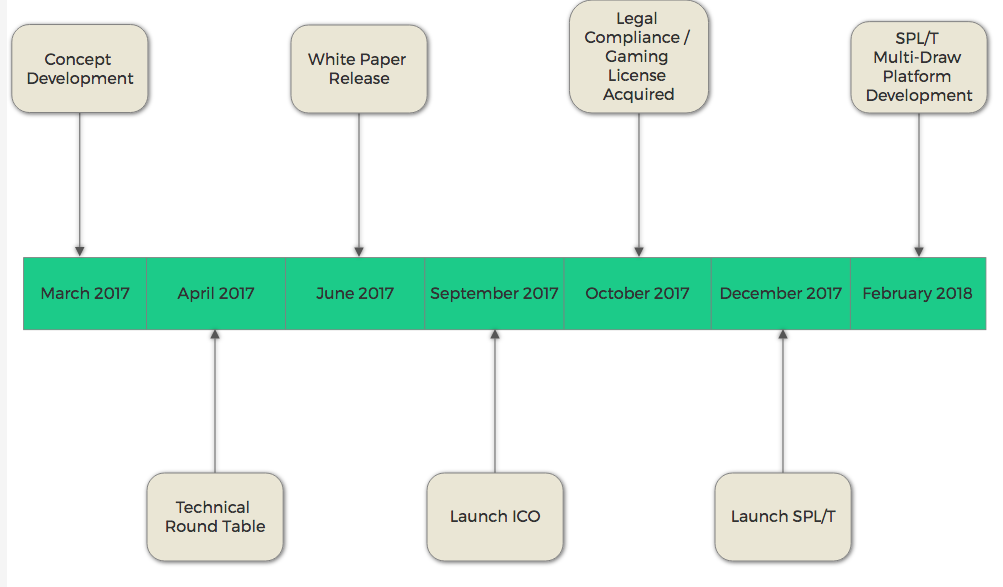 Concept
Development
White Paper
Release
Legal
Compliance /
Gaming
License
Acquired
SPL/T
Multi-Draw
Platform
Development
March 2017
April 2017
June 2017
September 2017
October 2017
December 2017
February 2018
Technical
Round Table
Launch ICO
Launch SPL/T